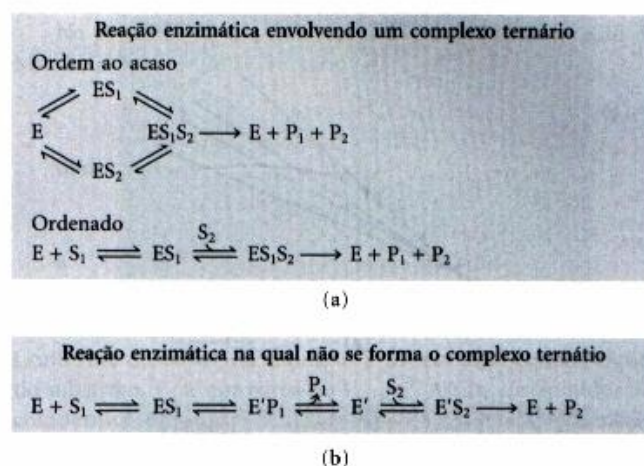 Reação enzimática envolvendo um complexo ternário
Ordem ao acaso
ES₁
E ES₁S₂ ⟶ E + P₁ + P₂
ES₂
Ordenado
S₂
E + S₁ ⇌ ES₁ ⇌ ES₁S₂ ⟶ E + P₁ + P₂
(a)
Reação enzimática na qual não se forma o complexo ternátio
P₁ S₂
E + S₁ ⇌ ES₁ ⇌ E'P₁ ⇌ E' ⇌ E'S₂ ⟶ E + P₂
(b)